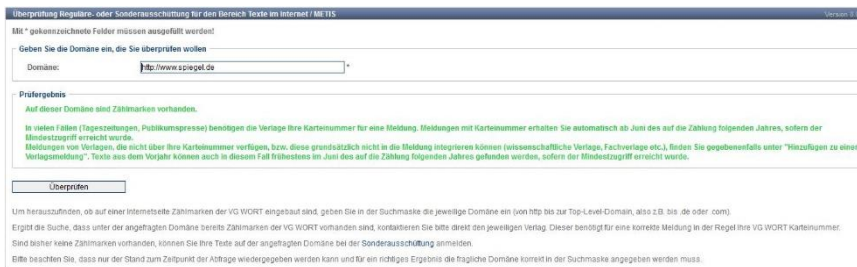 Überprüfung Reguläre- oder Sonderausschüttung für den Bereich Texte im Internet / METIS Version
Mit * gekennzeichnete Felder müssen ausgefüllt werden!
Geben Sie die Domäne ein, die Sie überprüfen wollen
Domäne: http://www.spiegel.de *
Prüfergebnis
Auf dieser Domäne sind Zählmarken vorhanden.
In vielen Fällen (Tageszeitungen, Publikumspresse) benötigen die Verlage Ihre Karteinummer für eine Meldung. Meldungen mit Karteinummer erhalten Sie automatisch ab Juni des auf die Zählung folgenden Jahres, sofern der
Mindestzugriff erreicht wurde.
Meldungen von Verlagen, die nicht über Ihre Karteinummer verfügen, bzw. diese grundsätzlich nicht in die Meldung integrieren können (wissenschaftliche Verlage, Fachverlage etc.), finden Sie gegebenenfalls unter "Hinzufügen zu einer
Verlagsmeldung". Texte aus dem Vorjahr können auch in diesem Fall frühestens im Juni des auf die Zählung folgenden Jahres gefunden werden, sofern der Mindestzugriff erreicht wurde.
Überprüfen
Um herauszufinden, ob auf einer Internetseite Zählmarken der VG WORT eingebaut sind, geben Sie in der Suchmaske die jeweilige Domäne ein (von http bis zur Top-Level-Domain, also z.B. bis .de oder .com).
Ergibt die Suche, dass unter der angefragten Domäne bereits Zählmarken der VG WORT vorhanden sind, kontaktieren Sie bitte direkt den jeweiligen Verlag. Dieser benötigt für eine korrekte Meldung in der Regel Ihre VG WORT Karteinummer.
Sind bisher keine Zählmarken vorhanden, können Sie Ihre Texte auf der angefragten Domäne bei der Sonderausschüttung anmelden.
Bitte beachten Sie, dass nur der Stand zum Zeitpunkt der Abfrage wiedergegeben werden kann und für ein richtiges Ergebnis die fragliche Domäne korrekt in der Suchmaske angegeben werden muss.